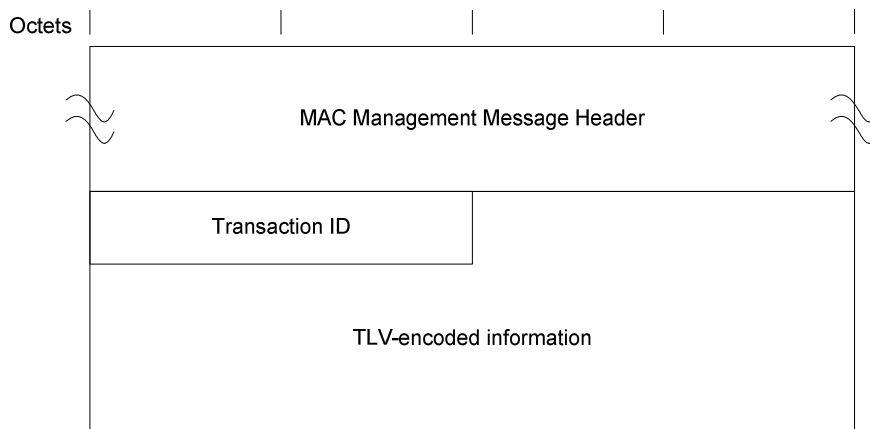 Octets
MAC Management Message Header
Transaction ID
TLV-encoded information